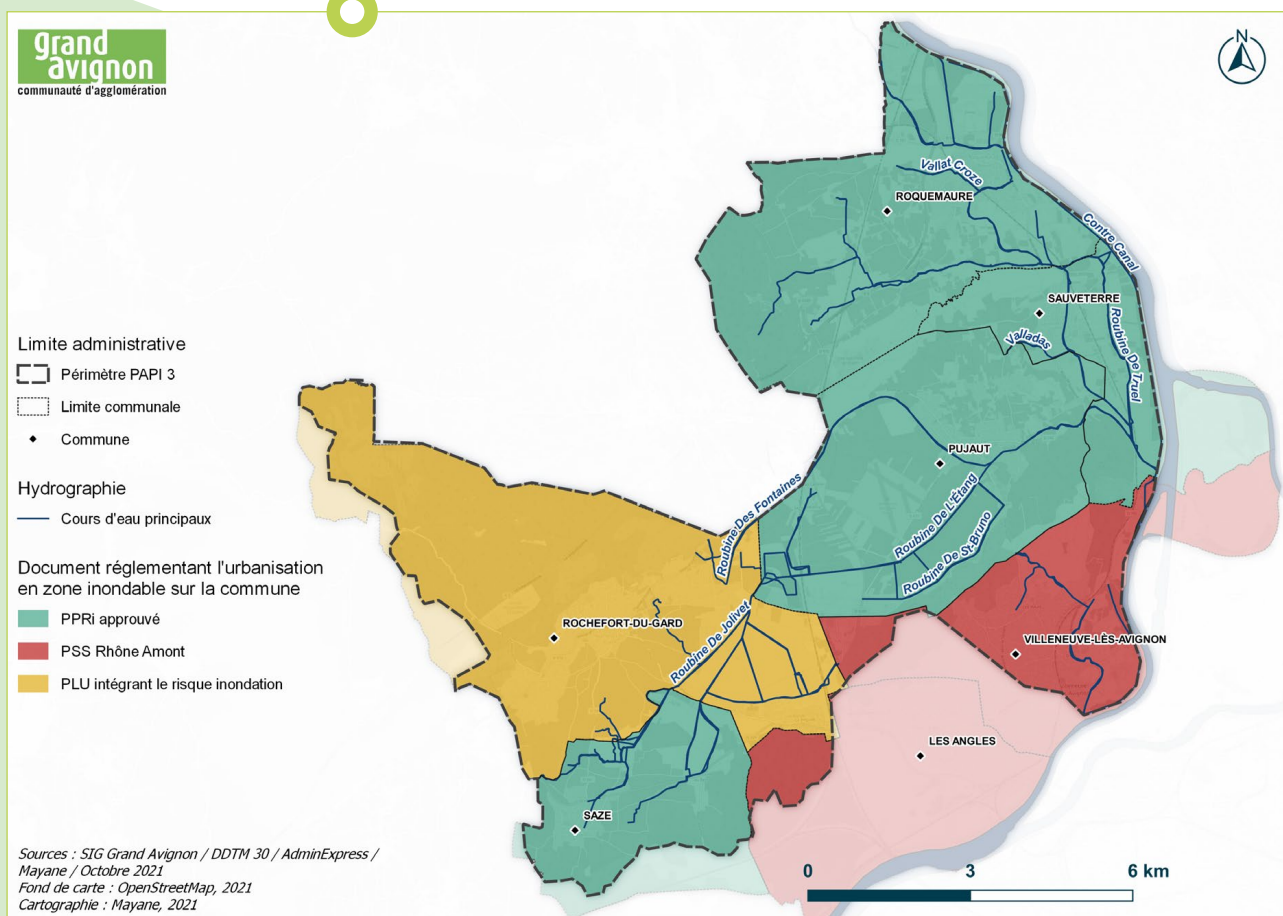 grand
avignon
communauté d'agglomération
N
Vallat Croze
ROQUEMAURE
Contre Canal
SAUVETERRE
Valladas
Roubine De Truel
Limite administrative
Périmètre PAPI 3
Limite communale
Commune
Hydrographie
Cours d'eau principaux
Document réglementant l'urbanisation
en zone inondable sur la commune
PPRi approuvé
PSS Rhône Amont
PLU intégrant le risque inondation
PUJAUT
Roubine Des Fontaines
Roubine De L'Étang
Roubine De St-Bruno
ROCHEFORT-DU-GARD
Roubine De Jolivet
VILLENEUVE-LÈS-AVIGNON
LES ANGLES
SAZE
Sources : SIG Grand Avignon / DDTM 30 / AdminExpress /
Mayane / Octobre 2021
Fond de carte : OpenStreetMap, 2021
Cartographie : Mayane, 2021
0 3 6 km